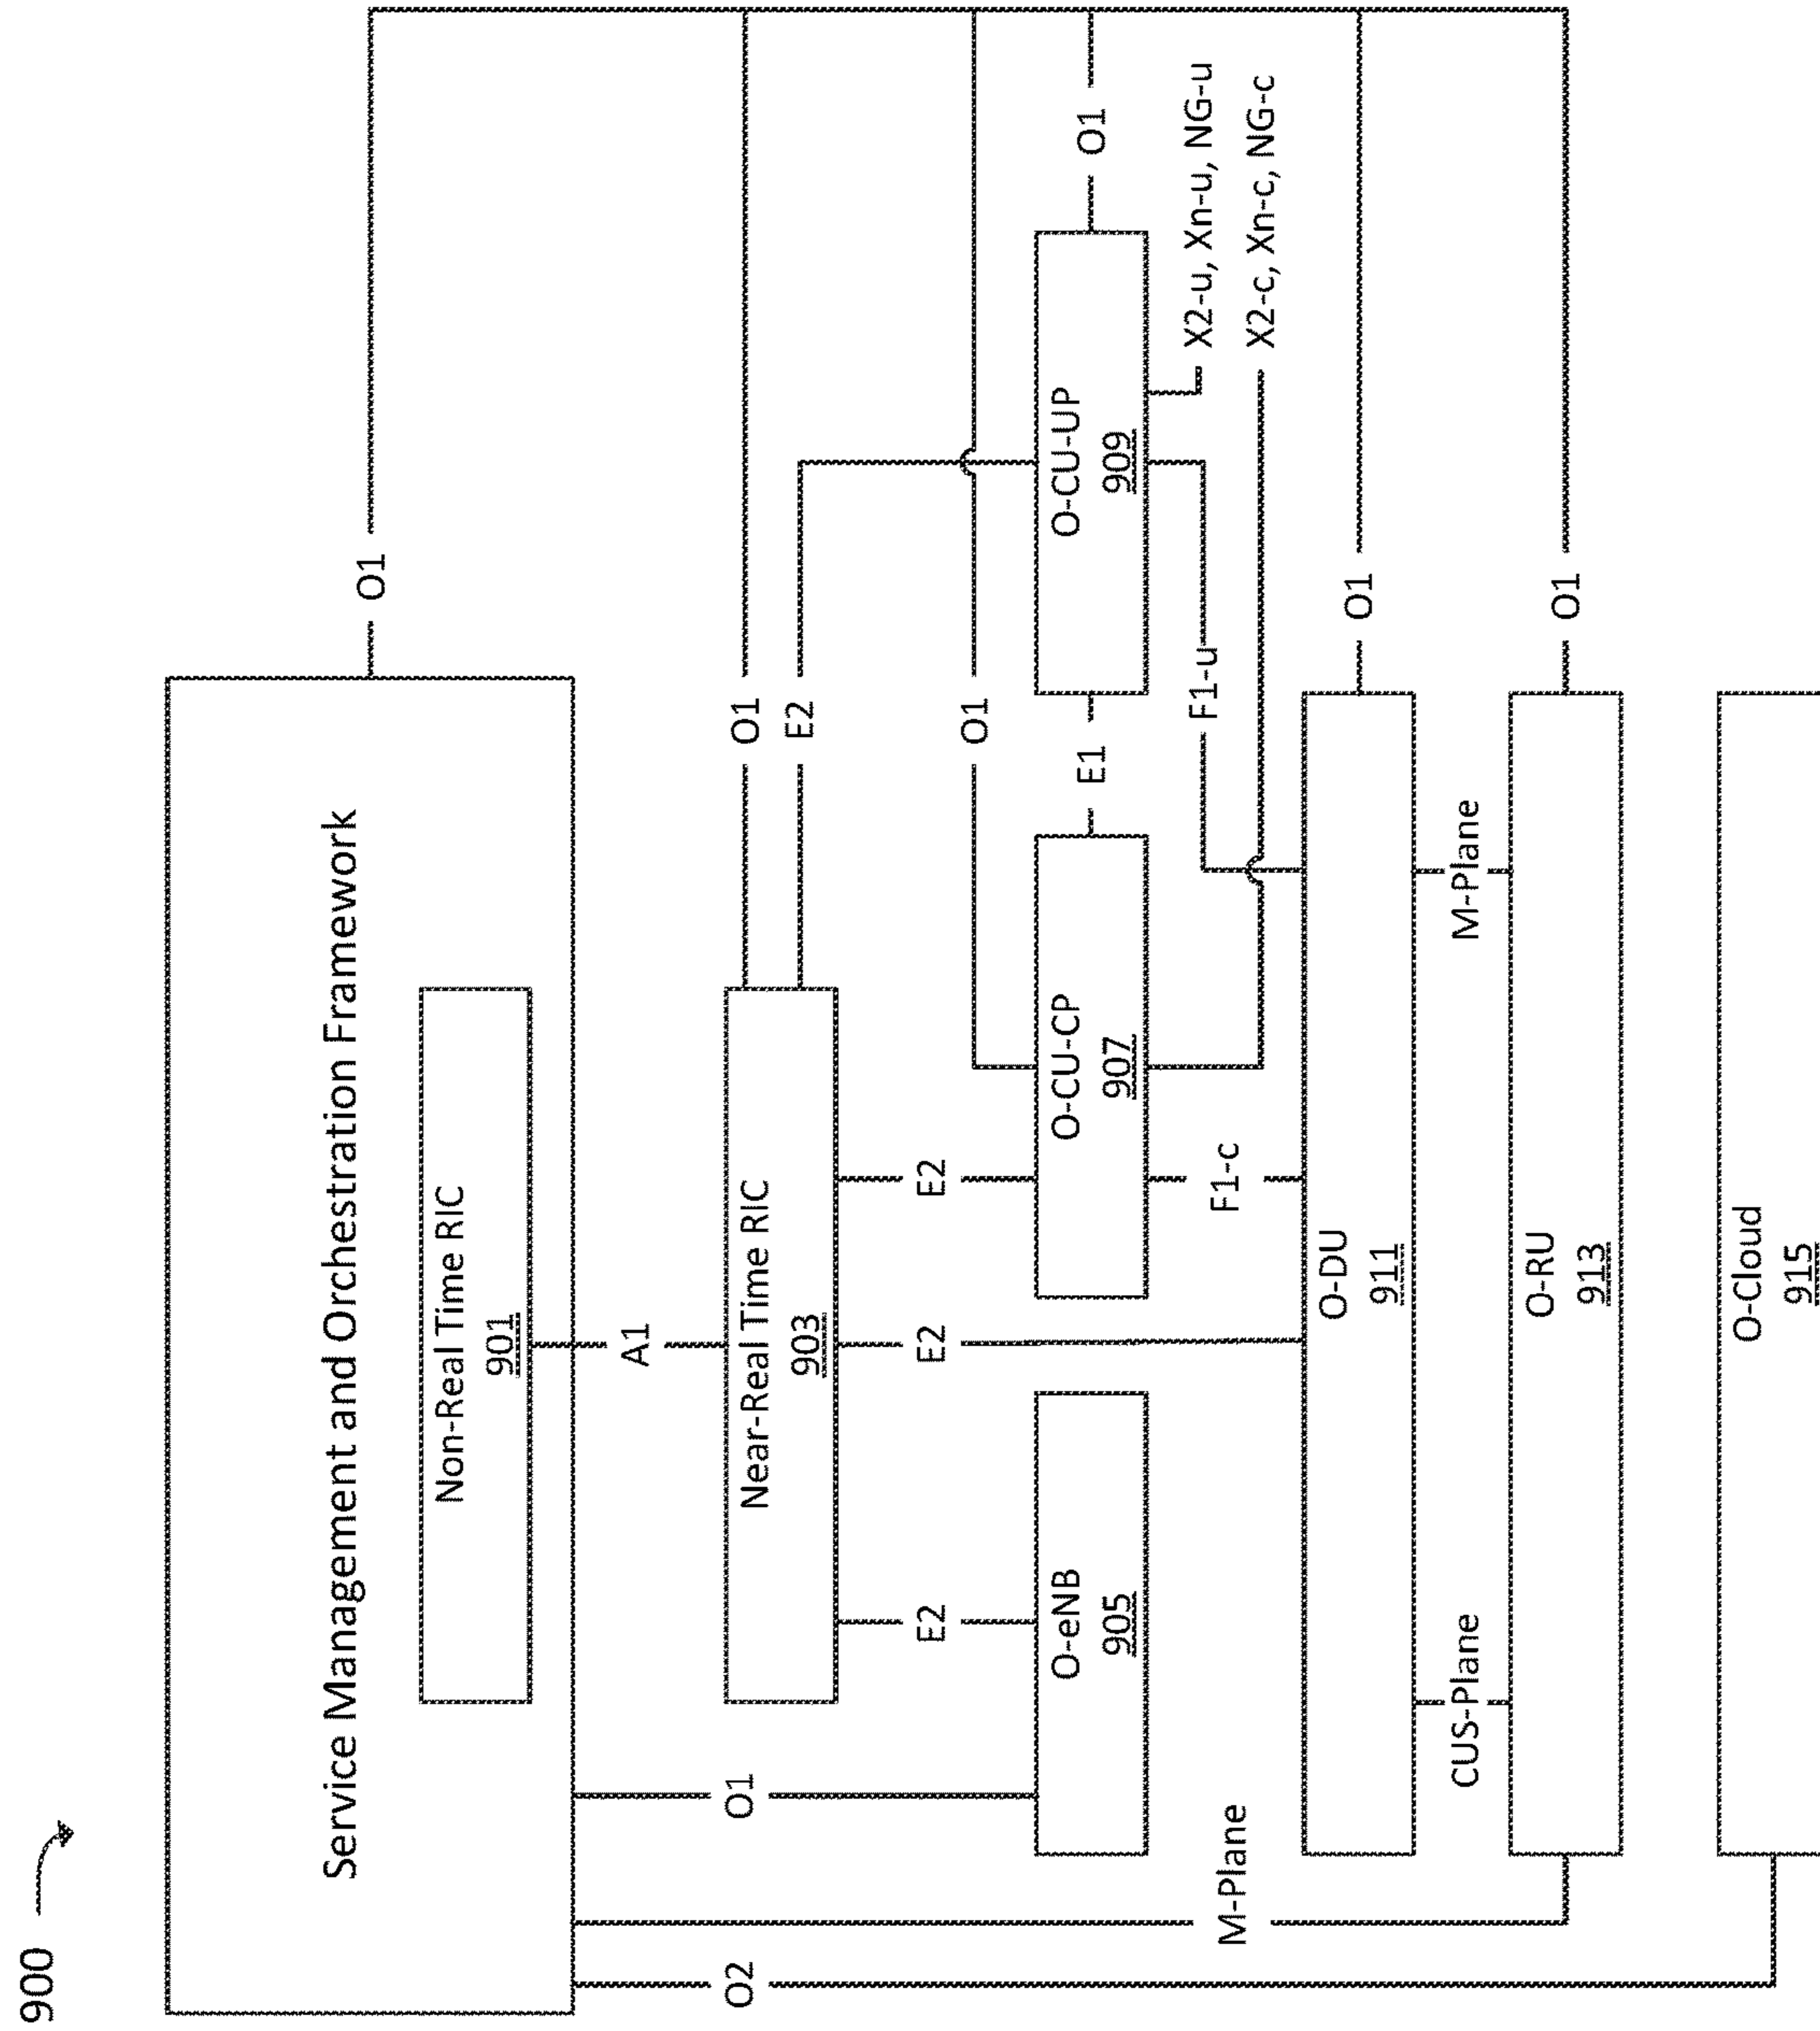 900
Service Management and Orchestration Framework
O1
Non-Real Time RIC
901
A1
O2
O1
Near-Real Time RIC
903
O1
E2
E2
E2
E2
O1
O-eNB
905
O-CU-CP
907
E1
O-CU-UP
909
O1
M-Plane
F1-c
F1-u
X2-u, Xn-u, NG-u
X2-c, Xn-c, NG-c
O-DU
911
O1
CUS-Plane
M-Plane
O-RU
913
O1
O-Cloud
915